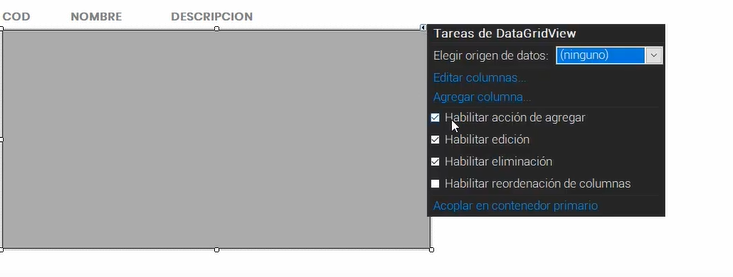 COD NOMBRE DESCRIPCION
Tareas de DataGridView
Elegir origen de datos: (ninguno)
Editar columnas...
Agregar columna...
Habilitar acción de agregar
Habilitar edición
Habilitar eliminación
Habilitar reordenación de columnas
Acoplar en contenedor primario